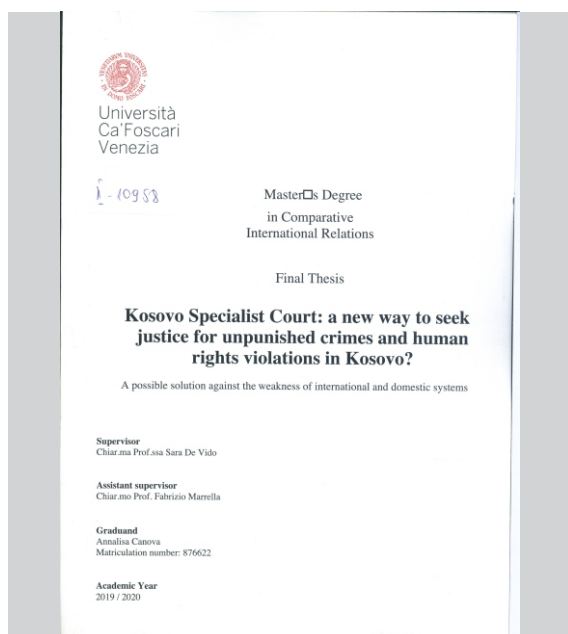 Università
Ca'Foscari
Venezia
-10958
Master□s Degree
in Comparative
International Relations
Final Thesis
Kosovo Specialist Court: a new way to seek
justice for unpunished crimes and human
rights violations in Kosovo?
A possible solution against the weakness of international and domestic systems
Supervisor
Chiar.ma Prof.ssa Sara De Vido
Assistant supervisor
Chiar.mo Prof. Fabrizio Marrella
Graduand
Annalisa Canova
Matriculation number: 876622
Academic Year
2019 / 2020